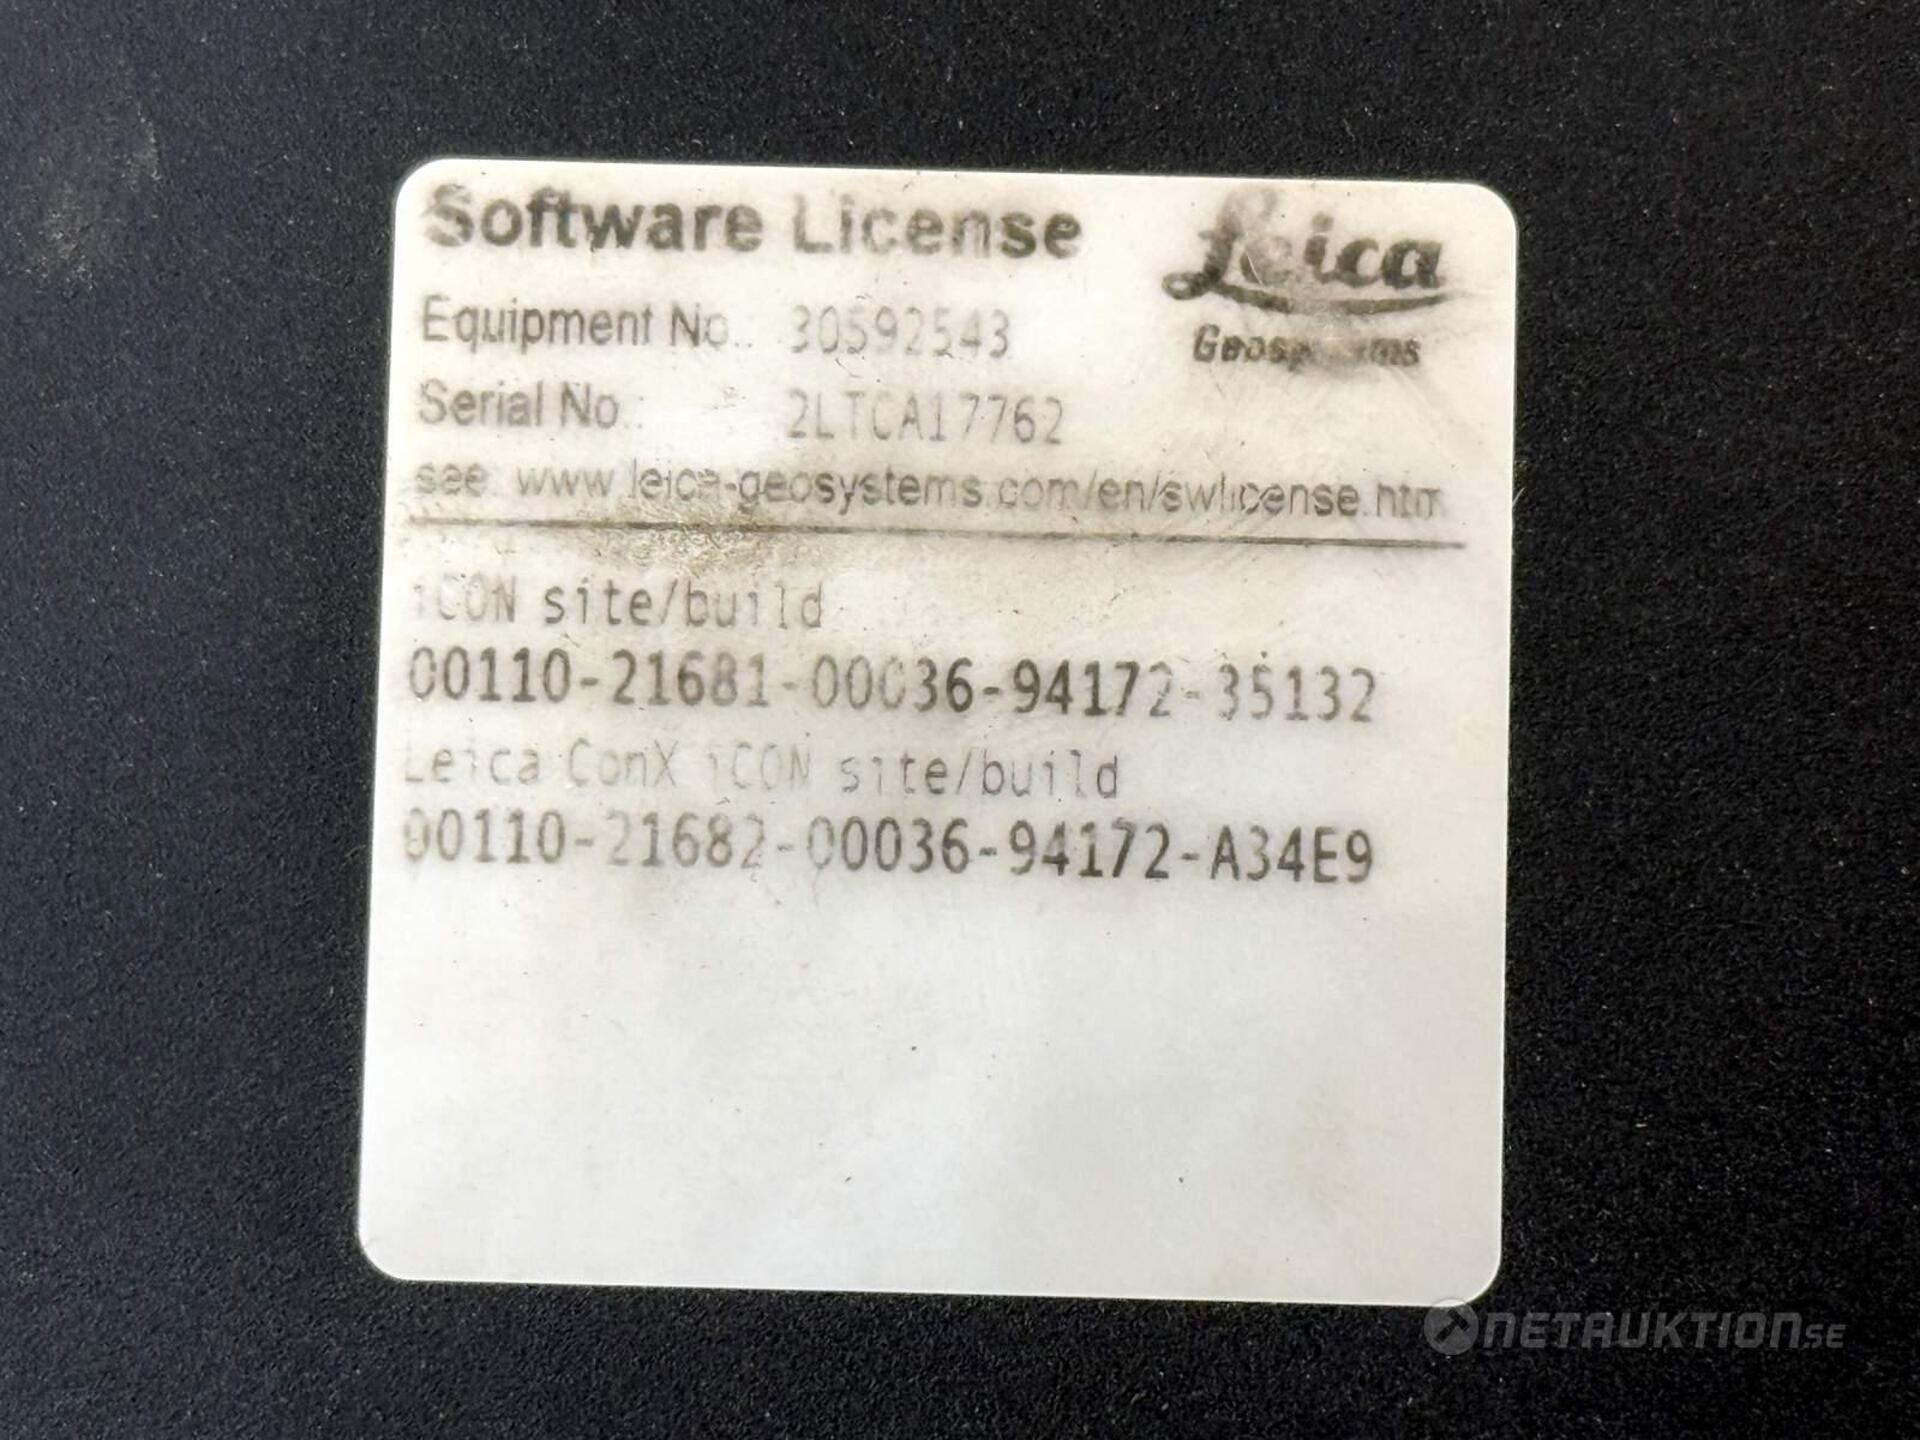 Software License
Leica
Geosystems
Equipment No.: 30592543
Serial No.: 2LTCA17762
see: www.leica-geosystems.com/en/swlicense.htm
iCON site/build
00110-21681-00036-94172-35132
Leica ConX iCON site/build
00110-21682-00036-94172-A34E9
NETAUKTION.SE